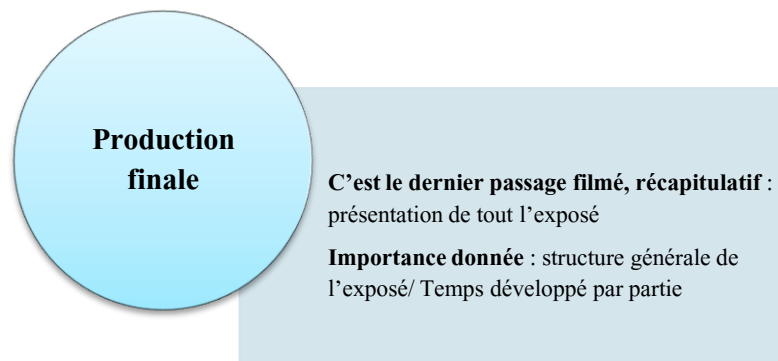 Production
finale
C’est le dernier passage filmé, récapitulatif :
présentation de tout l’exposé
Importance donnée : structure générale de
l’exposé/ Temps développé par partie